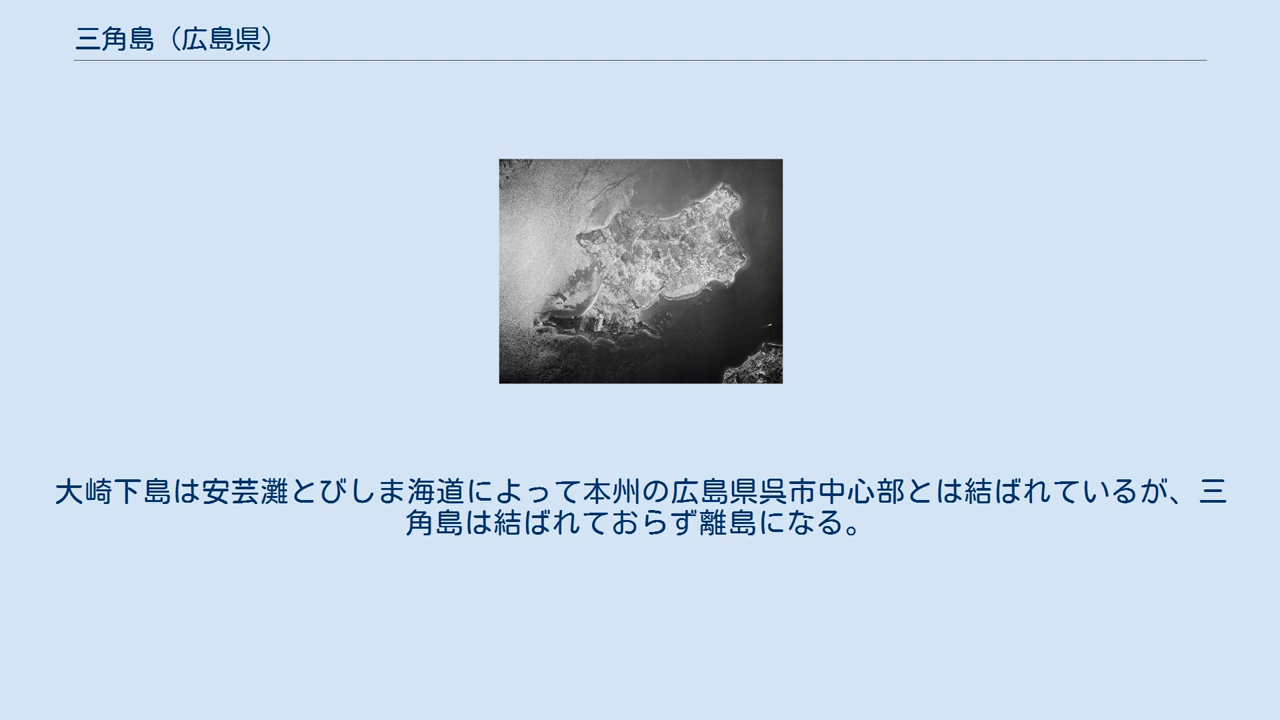 三角島（広島県）
大崎下島は安芸灘とびしま海道によって本州の広島県呉市中心部とは結ばれているが、三
角島は結ばれておらず離島になる。